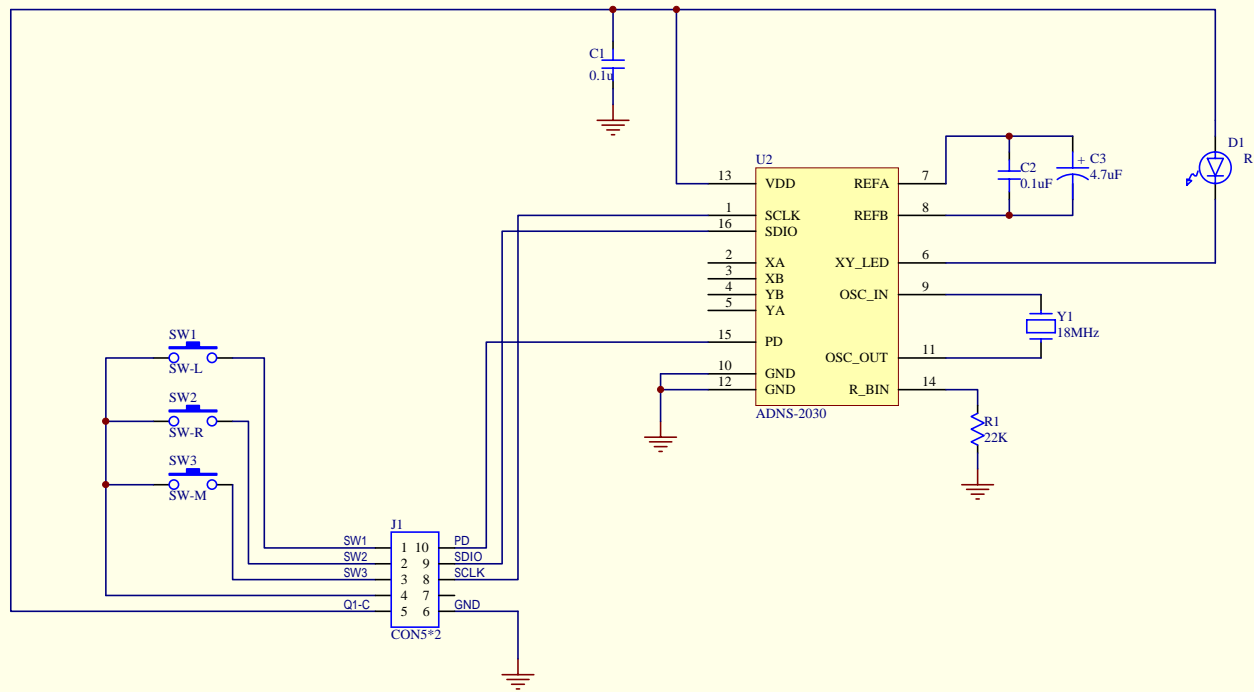 C1
0.1u
U2
13 VDD
1 SCLK
16 SDIO
2 XA
3 XB
4 YB
5 YA
15 PD
10 GND
12 GND
REFA 7
REFB 8
XY_LED 6
OSC_IN 9
OSC_OUT 11
R_BIN 14
ADNS-2030
C2
0.1uF
+ C3
4.7uF
D1
R
Y1
18MHz
R1
22K
SW1
SW-L
SW2
SW-R
SW3
SW-M
J1
SW1 1 10 PD
SW2 2 9 SDIO
SW3 3 8 SCLK
4 7
Q1-C 5 6 GND
CON5*2